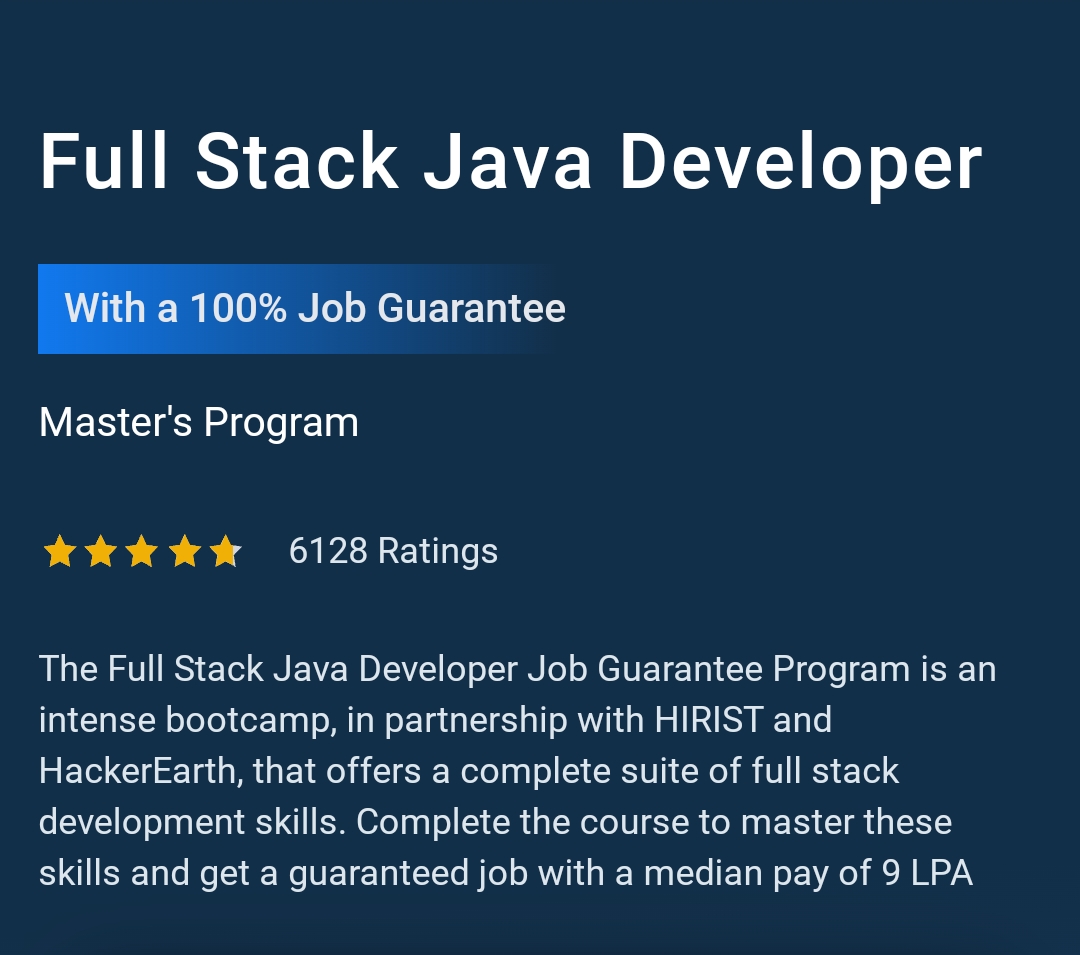 Full Stack Java Developer
With a 100% Job Guarantee
Master's Program
6128 Ratings
The Full Stack Java Developer Job Guarantee Program is an
intense bootcamp, in partnership with HIRIST and
HackerEarth, that offers a complete suite of full stack
development skills. Complete the course to master these
skills and get a guaranteed job with a median pay of 9 LPA